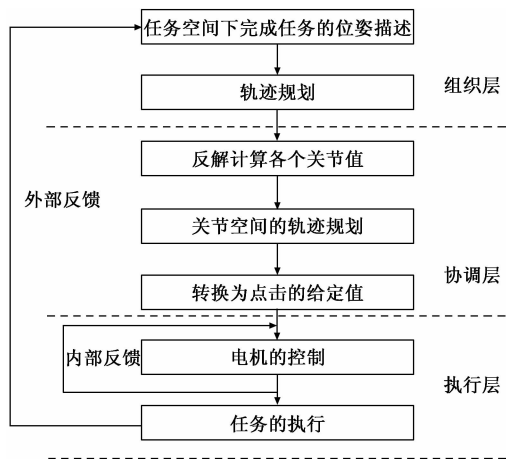 任务空间下完成任务的位姿描述
轨迹规划
组织层
反解计算各个关节值
外部反馈
关节空间的轨迹规划
转换为点击的给定值
协调层
内部反馈
电机的控制
执行层
任务的执行